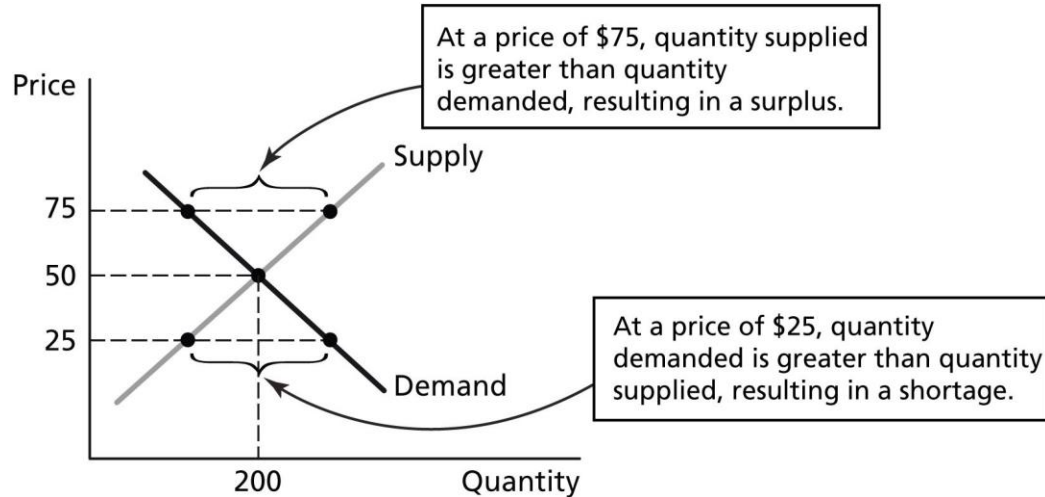 At a price of $75, quantity supplied
is greater than quantity
demanded, resulting in a surplus.
Price
Supply
75
50
25
At a price of $25, quantity
demanded is greater than quantity
supplied, resulting in a shortage.
Demand
200
Quantity